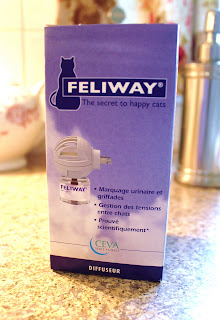 FELIWAY®
The secret to happy cats
FELIWAY
• Marquage urinaire et
griffades
• Gestion des tensions
entre chats
• Prouvé
scientifiquement*
CEVA
DIFFUSEUR